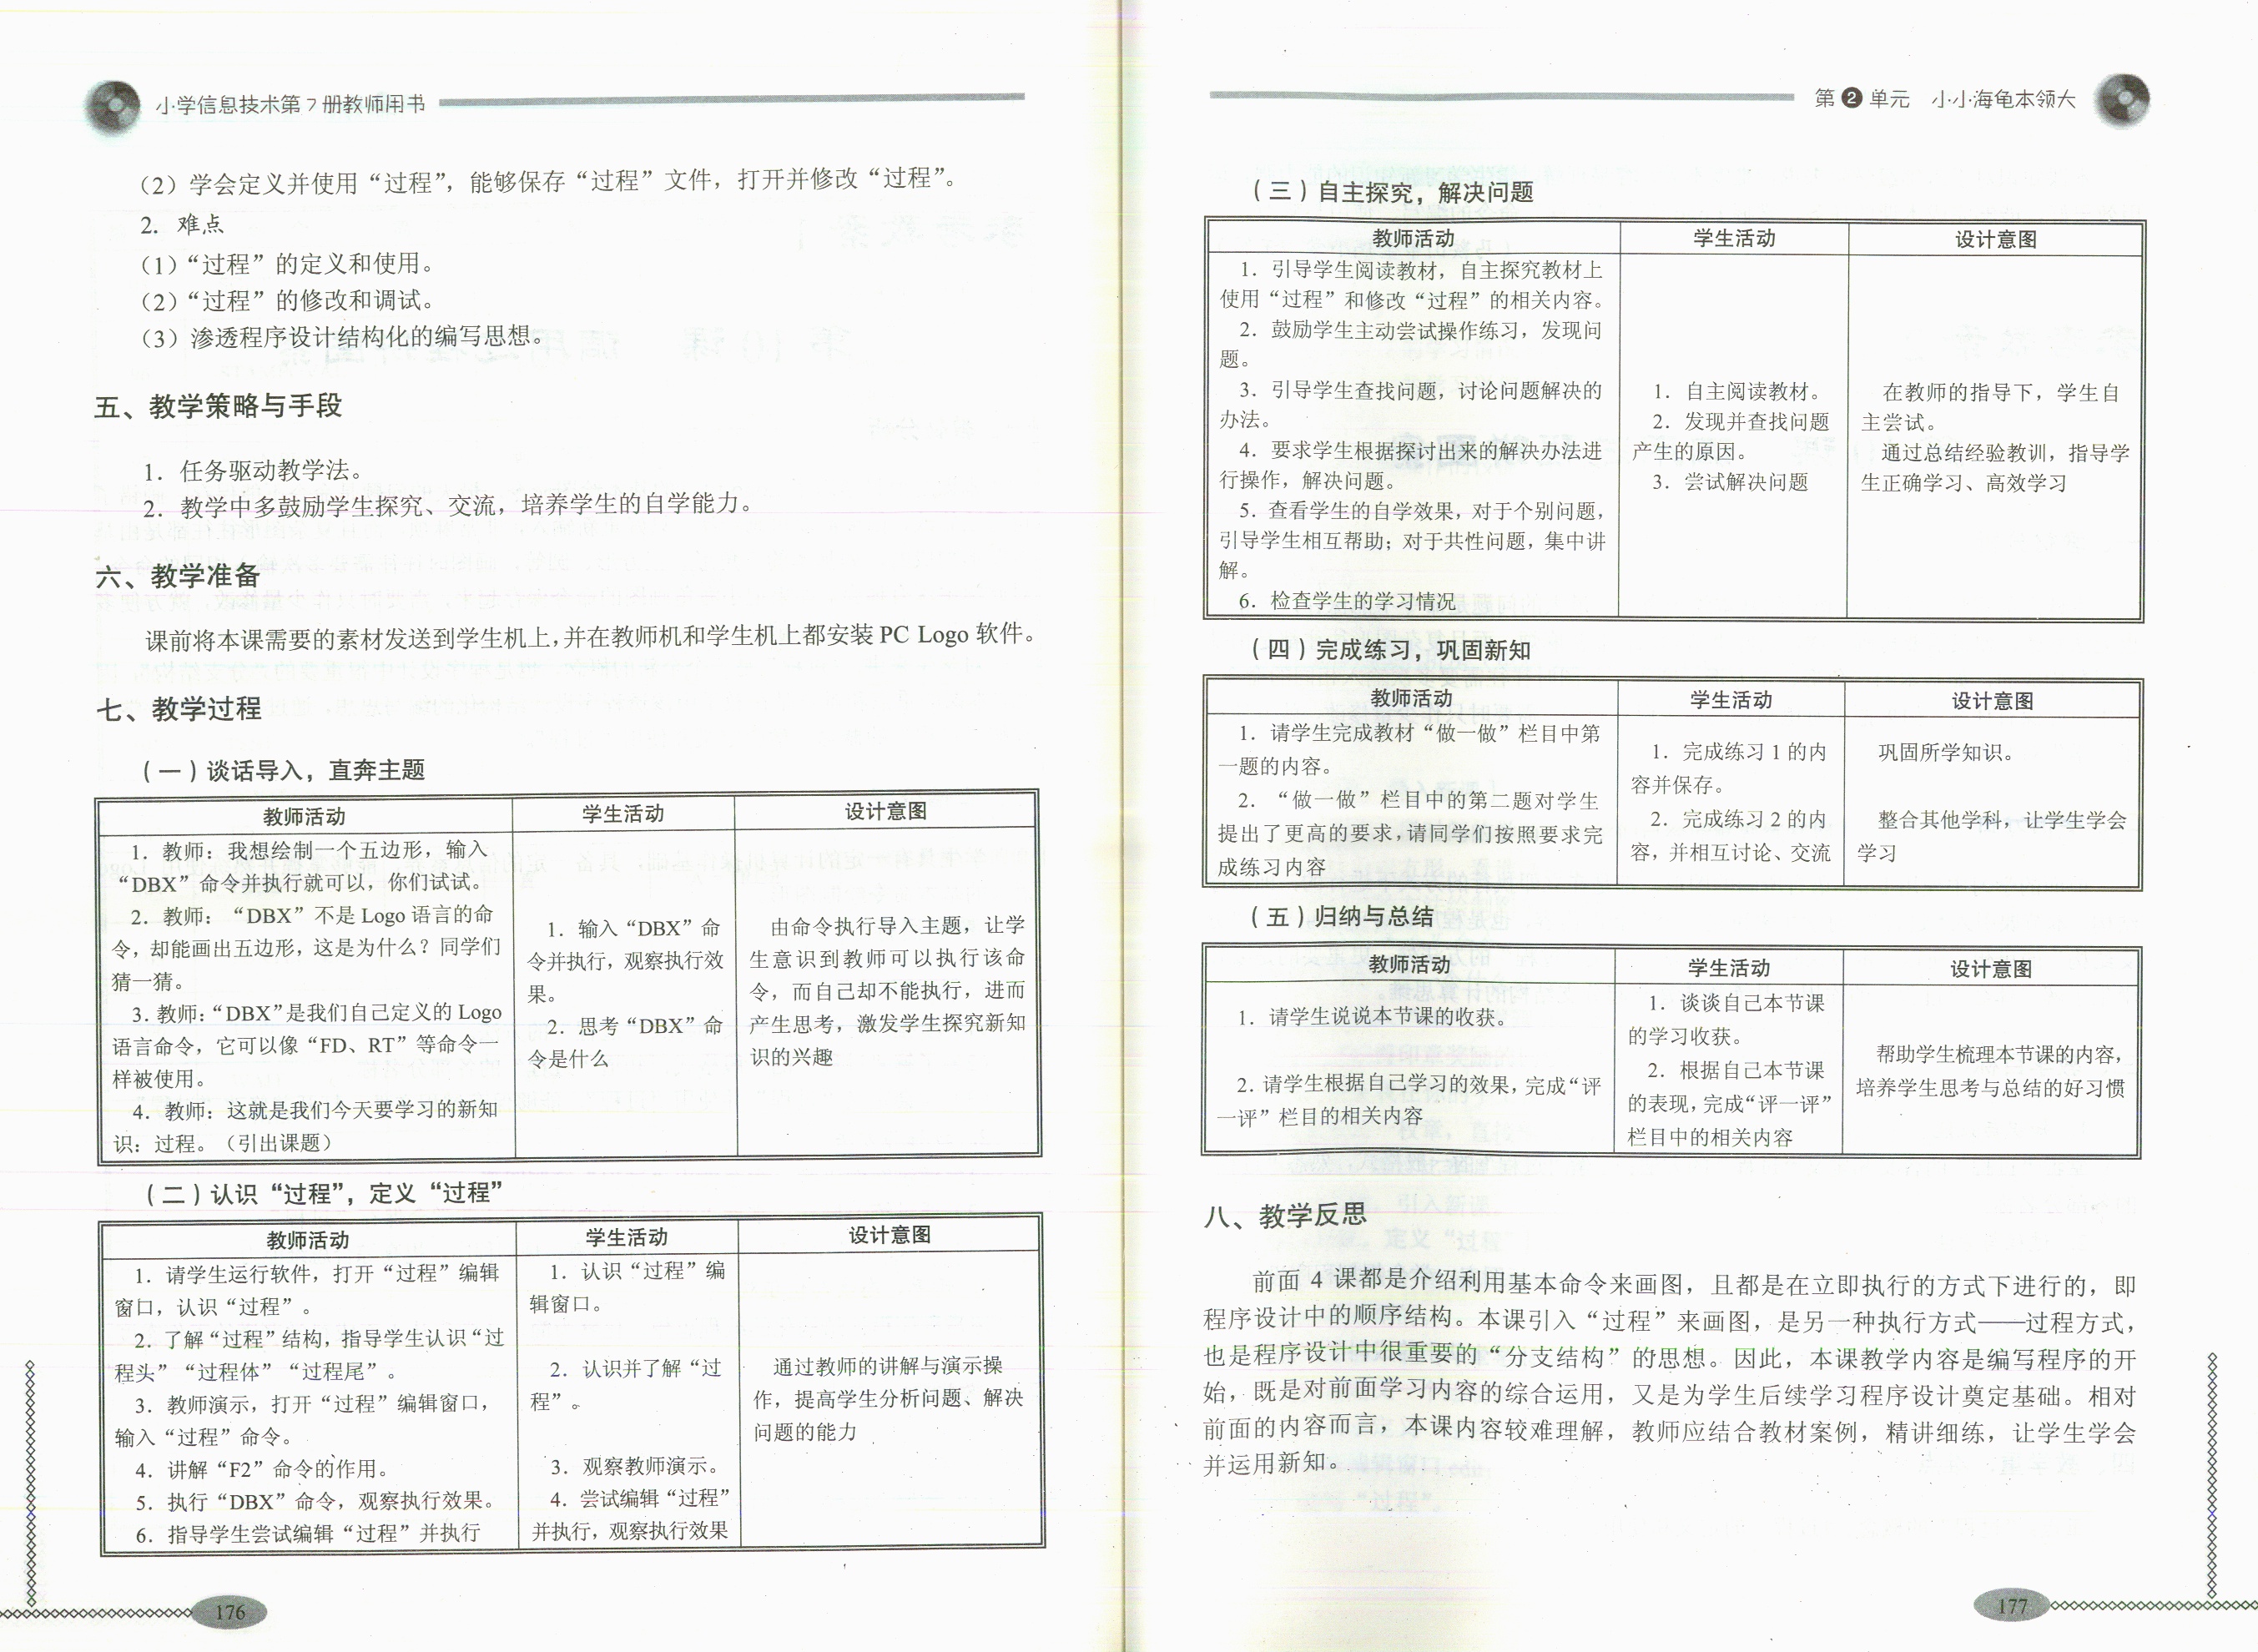 小学信息技术第7册教师用书
（2）学会定义并使用“过程”，能够保存“过程”文件，打开并修改“过程”。
2．难点
（1）“过程”的定义和使用。
（2）“过程”的修改和调试。
（3）渗透程序设计结构化的编写思想。
五、教学策略与手段
1．任务驱动教学法。
2．教学中多鼓励学生探究、交流，培养学生的自学能力。
六、教学准备
课前将本课需要的素材发送到学生机上，并在教师机和学生机上都安装 PC Logo 软件。
七、教学过程
（一）谈话导入，直奔主题
教师活动 学生活动 设计意图
1．教师：我想绘制一个五边形，输入
“DBX”命令并执行就可以，你们试试。
2．教师：“DBX”不是 Logo 语言的命
令，却能画出五边形，这是为什么？同学们
猜一猜。
3．教师：“DBX”是我们自己定义的 Logo
语言命令，它可以像“FD、RT”等命令一
样被使用。
4．教师：这就是我们今天要学习的新知
识：过程。（引出课题）
1．输入“DBX”命
令并执行，观察执行效
果。
2．思考“DBX”命
令是什么
由命令执行导入主题，让学
生意识到教师可以执行该命
令，而自己却不能执行，进而
产生思考，激发学生探究新知
识的兴趣
（二）认识“过程”，定义“过程”
教师活动 学生活动 设计意图
1．请学生运行软件，打开“过程”编辑
窗口，认识“过程”。
2．了解“过程”结构，指导学生认识“过
程头”“过程体”“过程尾”。
3．教师演示，打开“过程”编辑窗口，
输入“过程”命令。
4．讲解“F2”命令的作用。
5．执行“DBX”命令，观察执行效果。
6．指导学生尝试编辑“过程”并执行
1．认识“过程”编
辑窗口。
2．认识并了解“过
程”。
3．观察教师演示。
4．尝试编辑“过程”
并执行，观察执行效果
通过教师的讲解与演示操
作，提高学生分析问题、解决
问题的能力
176
第2单元 小小海龟本领大
（三）自主探究，解决问题
教师活动 学生活动 设计意图
1．引导学生阅读教材，自主探究教材上
使用“过程”和修改“过程”的相关内容。
2．鼓励学生主动尝试操作练习，发现问
题。
3．引导学生查找问题，讨论问题解决的
办法。
4．要求学生根据探讨出来的解决办法进
行操作，解决问题。
5．查看学生的自学效果，对于个别问题，
引导学生相互帮助；对于共性问题，集中讲
解。
6．检查学生的学习情况
1．自主阅读教材。
2．发现并查找问题
产生的原因。
3．尝试解决问题
在教师的指导下，学生自
主尝试。
通过总结经验教训，指导学
生正确学习、高效学习
（四）完成练习，巩固新知
教师活动 学生活动 设计意图
1．请学生完成教材“做一做”栏目中第
一题的内容。
2．“做一做”栏目中的第二题对学生
提出了更高的要求，请同学们按照要求完
成练习内容
1．完成练习 1 的内
容并保存。
2．完成练习 2 的内
容，并相互讨论、交流
巩固所学知识。
整合其他学科，让学生学会
学习
（五）归纳与总结
教师活动 学生活动 设计意图
1．请学生说说本节课的收获。
2．请学生根据自己学习的效果，完成“评
一评”栏目的相关内容
1．谈谈自己本节课
的学习收获。
2．根据自己本节课
的表现，完成“评一评”
栏目中的相关内容
帮助学生梳理本节课的内容，
培养学生思考与总结的好习惯
八、教学反思
前面 4 课都是介绍利用基本命令来画图，且都是在立即执行的方式下进行的，即
程序设计中的顺序结构。本课引入“过程”来画图，是另一种执行方式——过程方式，
也是程序设计中很重要的“分支结构”的思想。因此，本课教学内容是编写程序的开
始，既是对前面学习内容的综合运用，又是为学生后续学习程序设计奠定基础。相对
前面的内容而言，本课内容较难理解，教师应结合教材案例，精讲细练，让学生学会
并运用新知。
177